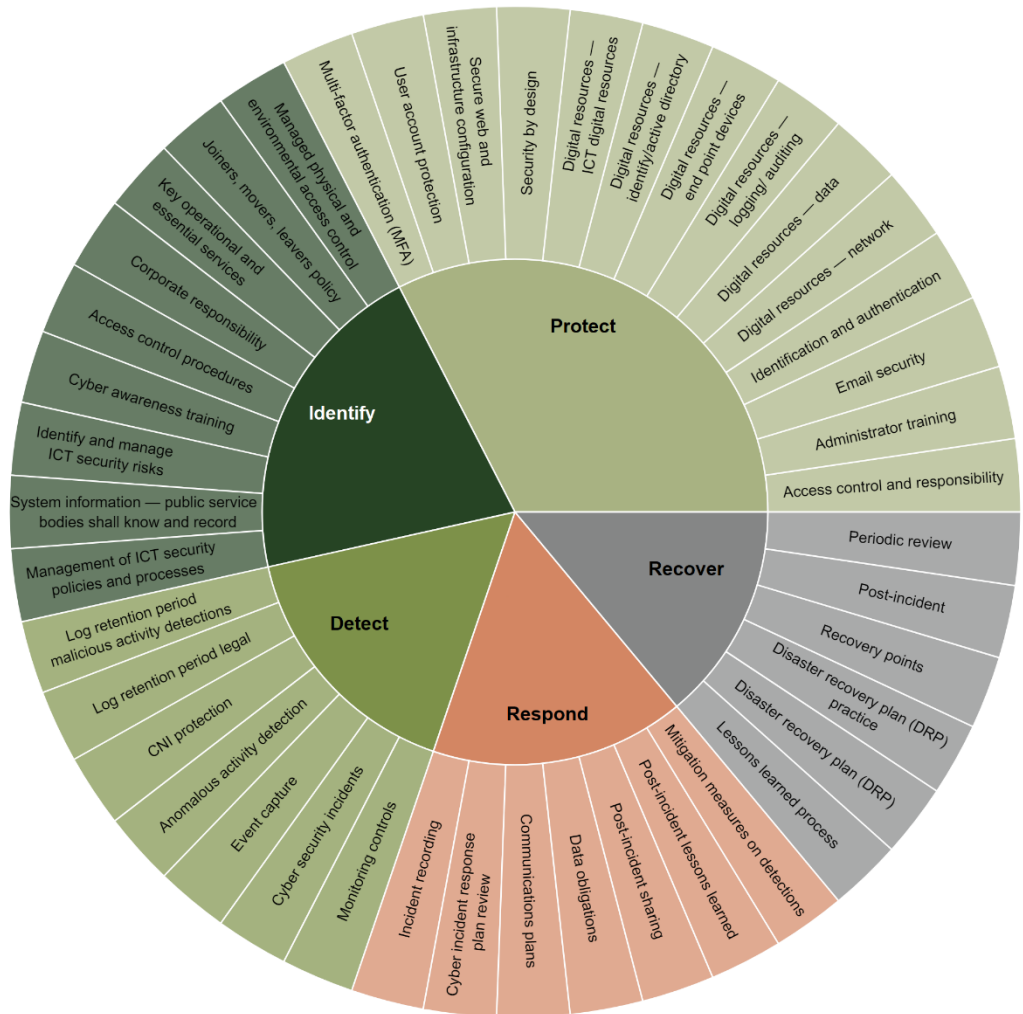 Protect
Multi-factor
authentication (MFA)
User account
protection
Secure web and
infrastructure configuration
Security by design
Digital resources —
ICT digital resources
Digital resources —
identify/active directory
Digital resources —
end point devices
Digital resources —
logging/ auditing
Digital resources — data
Digital resources — network
Identification and authentication
Email security
Administrator training
Access control and responsibility
Recover
Periodic review
Post-incident
Recovery points
Disaster recovery plan (DRP)
practice
Disaster recovery plan (DRP)
Lessons learned process
Respond
Mitigation measures on detections
Post-incident lessons learned
Post-incident sharing
Data obligations
Communications plans
Cyber incident response
plan review
Incident recording
Detect
Monitoring controls
Cyber security incidents
Event capture
Anomalous activity detection
CNI protection
Log retention period legal
Log retention period
malicious activity detections
Identify
Management of ICT security
policies and processes
System information — public service
bodies shall know and record
Identify and manage
ICT security risks
Cyber awareness training
Access control procedures
Corporate responsibility
Key operational and
essential services
Joiners, movers, leavers policy
Managed physical and
environmental access control